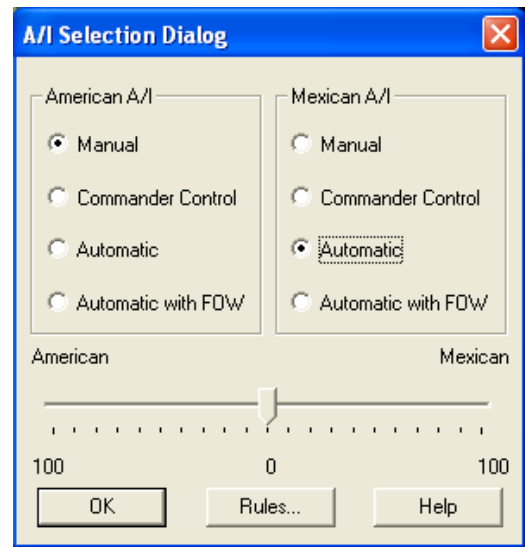 A/I Selection Dialog
American A/I
Mexican A/I
Manual
Manual
Commander Control
Commander Control
Automatic
Automatic
Automatic with FOW
Automatic with FOW
American
Mexican
100
0
100
OK
Rules...
Help